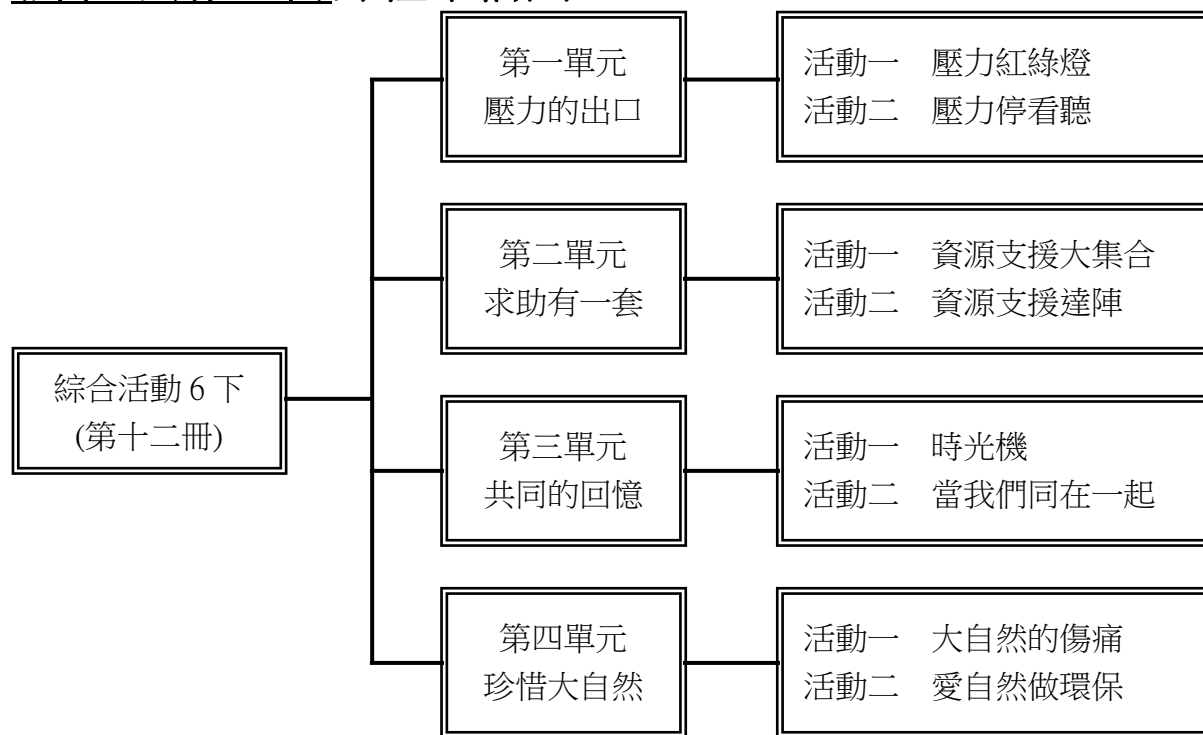 第一單元
壓力的出口
活動一　壓力紅綠燈
活動二　壓力停看聽
第二單元
求助有一套
活動一　資源支援大集合
活動二　資源支援達陣
綜合活動 6 下
(第十二冊)
第三單元
共同的回憶
活動一　時光機
活動二　當我們同在一起
第四單元
珍惜大自然
活動一　大自然的傷痛
活動二　愛自然做環保